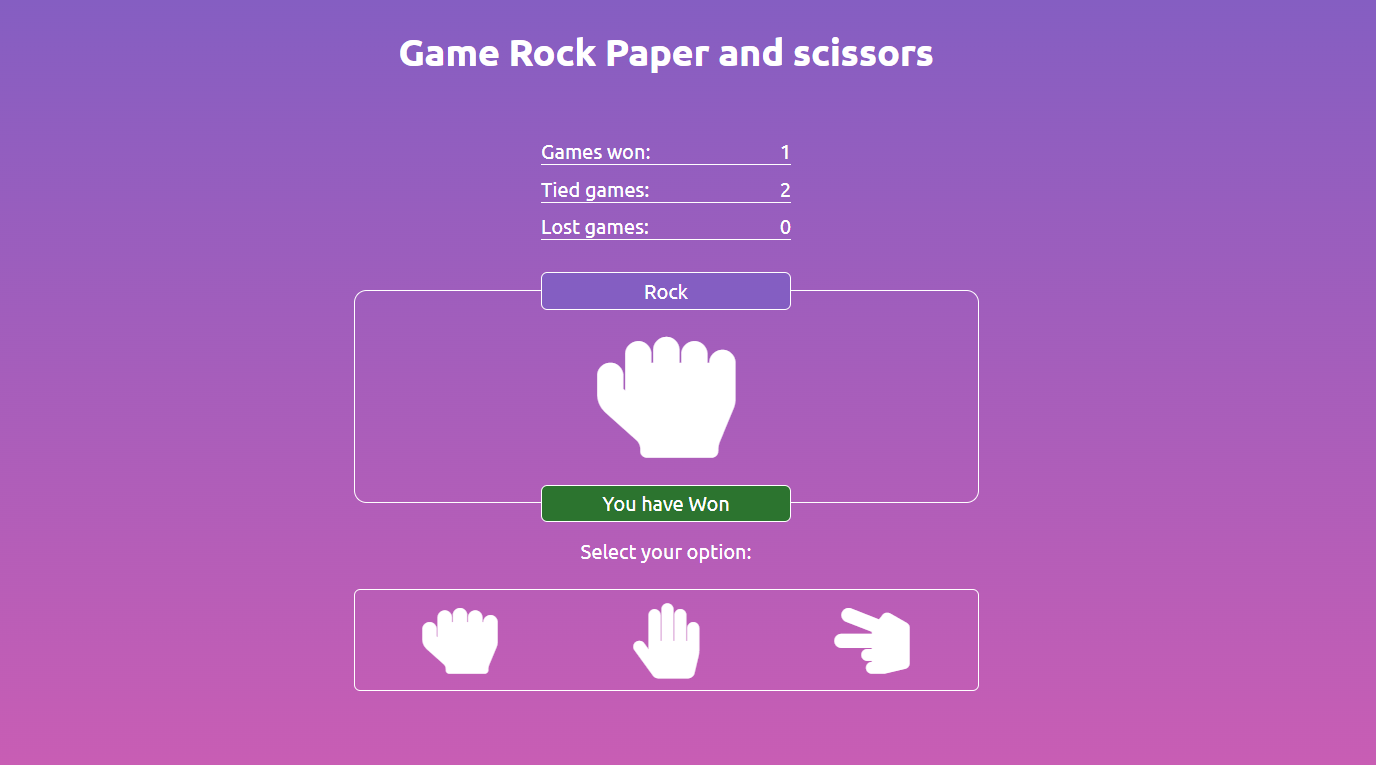 Game Rock Paper and scissors
Games won: 1
Tied games: 2
Lost games: 0
Rock
You have Won
Select your option: